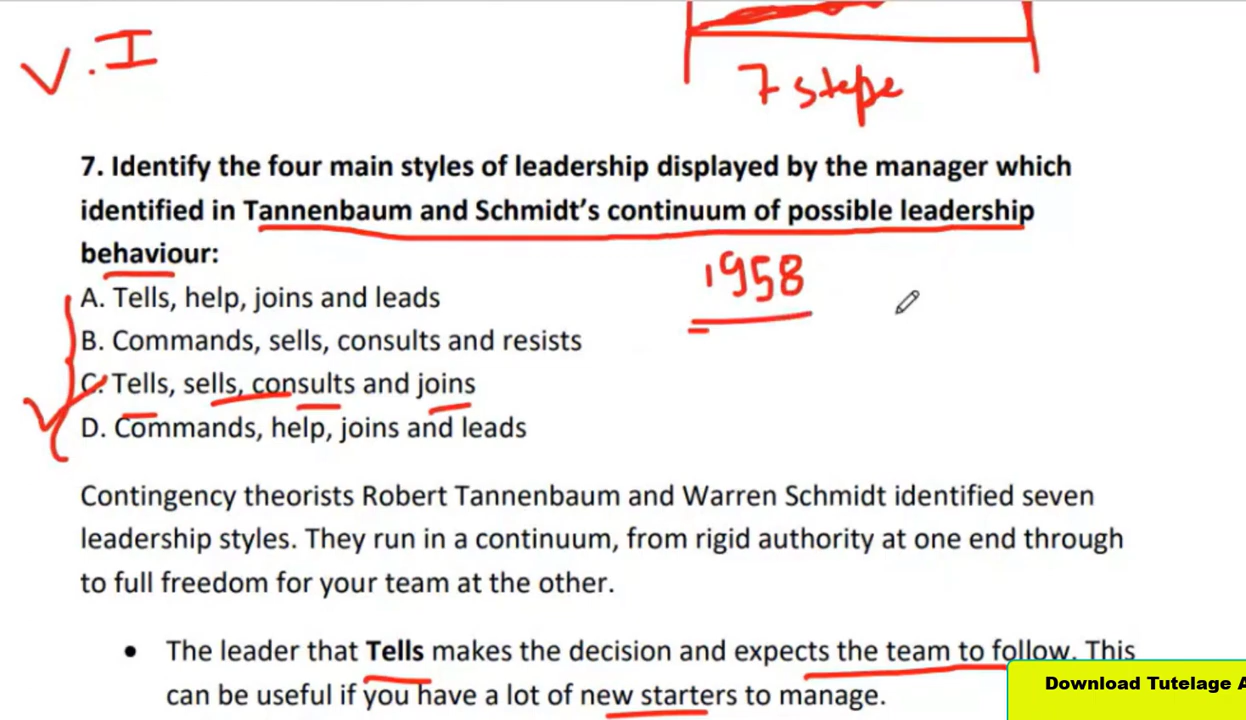 V.I
7 steps
7. Identify the four main styles of leadership displayed by the manager which
identified in Tannenbaum and Schmidt's continuum of possible leadership
behaviour:
1958
A. Tells, help, joins and leads
B. Commands, sells, consults and resists
C. Tells, sells, consults and joins
D. Commands, help, joins and leads
Contingency theorists Robert Tannenbaum and Warren Schmidt identified seven
leadership styles. They run in a continuum, from rigid authority at one end through
to full freedom for your team at the other.
• The leader that Tells makes the decision and expects the team to follow. This
can be useful if you have a lot of new starters to manage.
Download Tutelage A